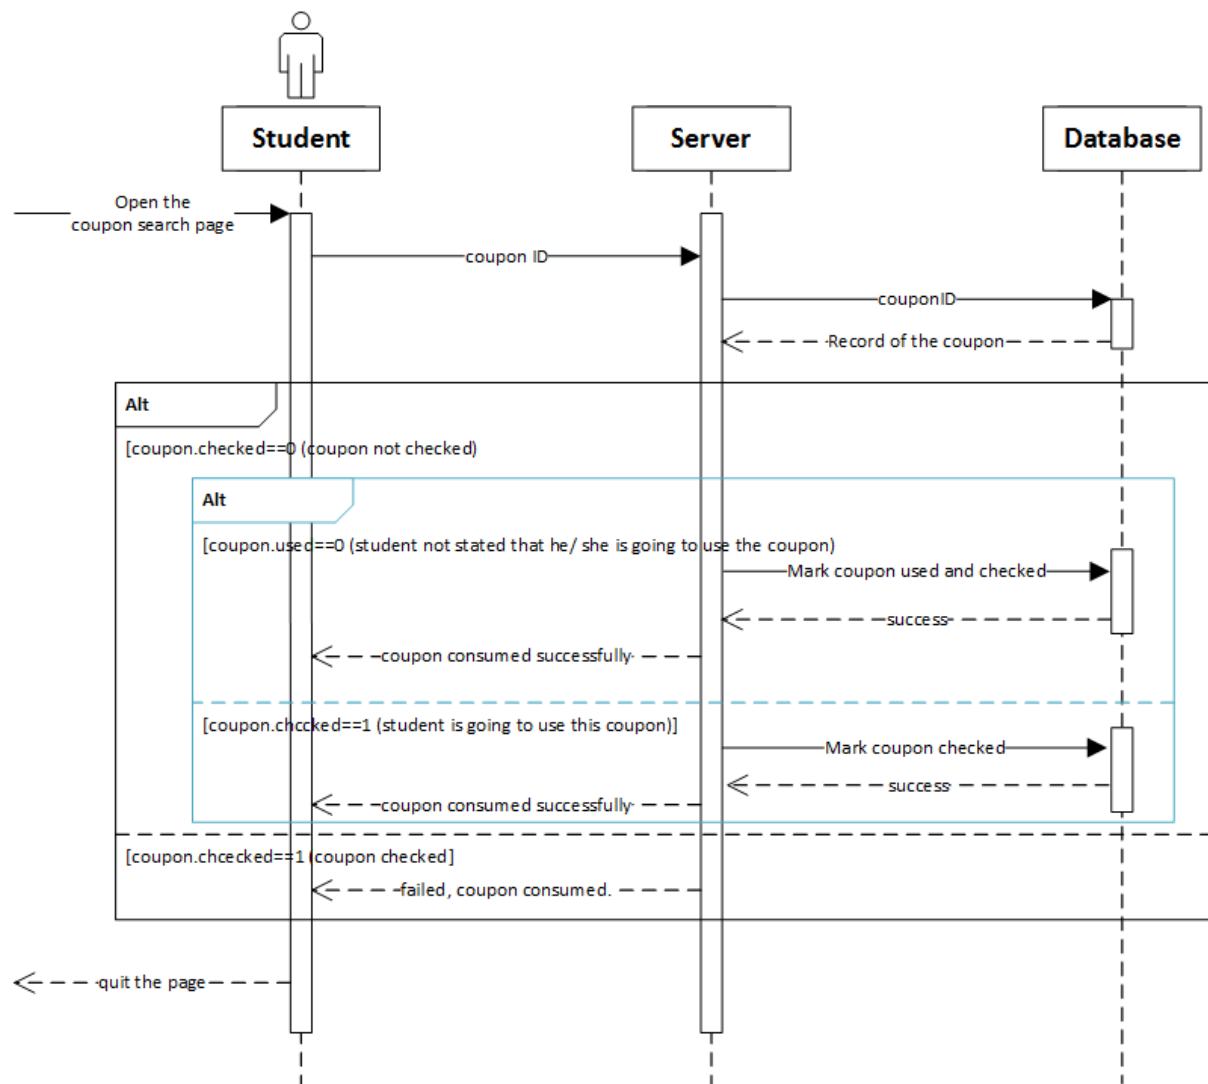 Student
Server
Database
Open the
coupon search page
coupon ID
couponID
Record of the coupon
Alt
[coupon.checked==0 (coupon not checked)
Alt
[coupon.used==0 (student not stated that he/ she is going to use the coupon)
Mark coupon used and checked
success
coupon consumed successfully
[coupon.chccked==1 (student is going to use this coupon)]
Mark coupon checked
success
coupon consumed successfully
[coupon.chcecked==1 (coupon checked]
failed, coupon consumed.
quit the page